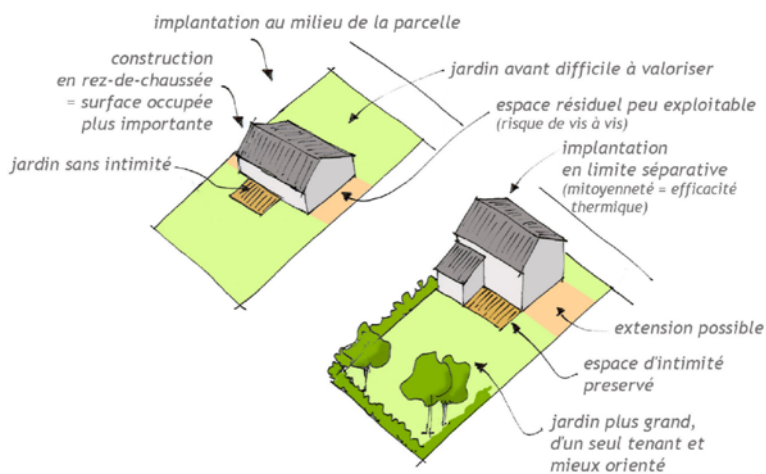 implantation au milieu de la parcelle
construction
en rez-de-chaussée
= surface occupée
plus importante
jardin sans intimité
jardin avant difficile à valoriser
espace résiduel peu exploitable
(risque de vis à vis)
implantation
en limite séparative
(mitoyenneté = efficacité
thermique)
extension possible
espace d'intimité
préservé
jardin plus grand,
d'un seul tenant et
mieux orienté